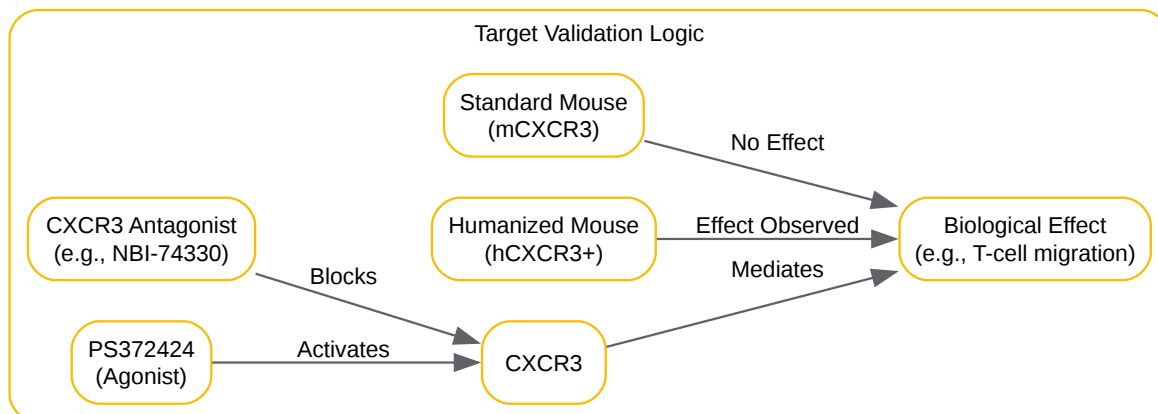 Target Validation Logic
Standard Mouse
(mCXCR3)
No Effect
CXCR3 Antagonist
(e.g., NBI-74330)
Humanized Mouse
(hCXCR3+)
Effect Observed
Biological Effect
(e.g., T-cell migration)
Blocks
Mediates
PS372424
(Agonist)
Activates
CXCR3